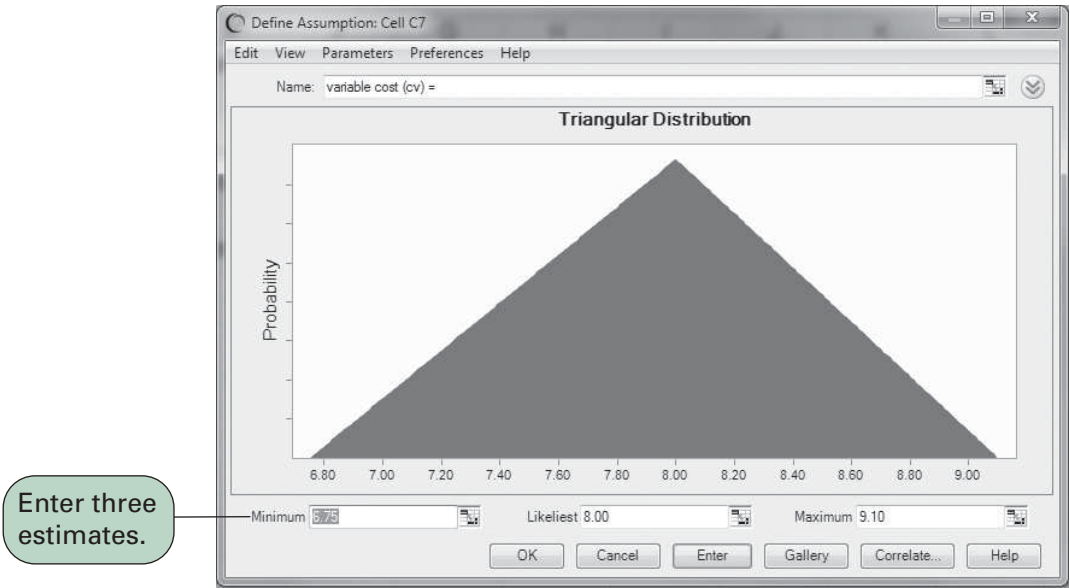 Define Assumption: Cell C7
Edit View Parameters Preferences Help
Name: variable cost (cv) =
Triangular Distribution
Probability
6.80 7.00 7.20 7.40 7.60 7.80 8.00 8.20 8.40 8.60 8.80 9.00
Enter three
estimates.
Minimum 6.75 Likeliest 8.00 Maximum 9.10
OK Cancel Enter Gallery Correlate... Help